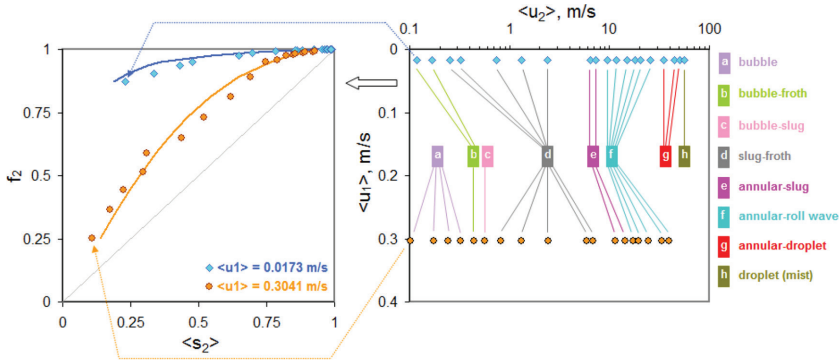 <u₂>, m/s
0.1
1
10
100
1
0.75
0.5
0.25
0
f₂
<u1> = 0.0173 m/s
<u1> = 0.3041 m/s
0
0.25
0.5
0.75
1
<s₂>
0
0.1
0.2
0.3
0.4
<u₁>, m/s
a
b
c
d
e
f
g
h
a bubble
b bubble-froth
c bubble-slug
d slug-froth
e annular-slug
f annular-roll wave
g annular-droplet
h droplet (mist)